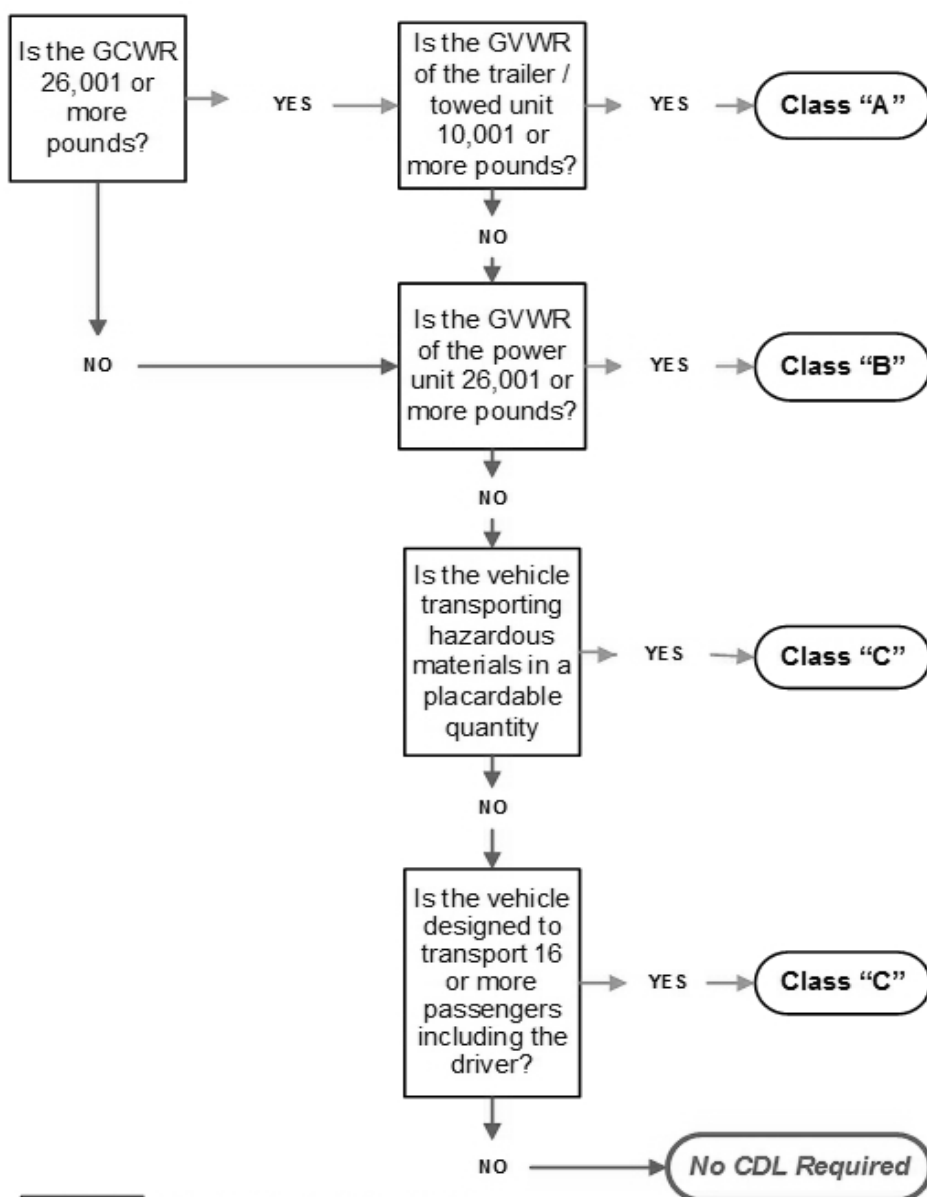 Is the GCWR
26,001 or
more
pounds?
YES
Is the GVWR
of the trailer /
towed unit
10,001 or
more pounds?
YES
Class “A”
NO
NO
Is the GVWR
of the power
unit 26,001 or
more pounds?
YES
Class “B”
NO
Is the vehicle
transporting
hazardous
materials in a
placardable
quantity
YES
Class “C”
NO
Is the vehicle
designed to
transport 16
or more
passengers
including the
driver?
YES
Class “C”
NO
No CDL Required